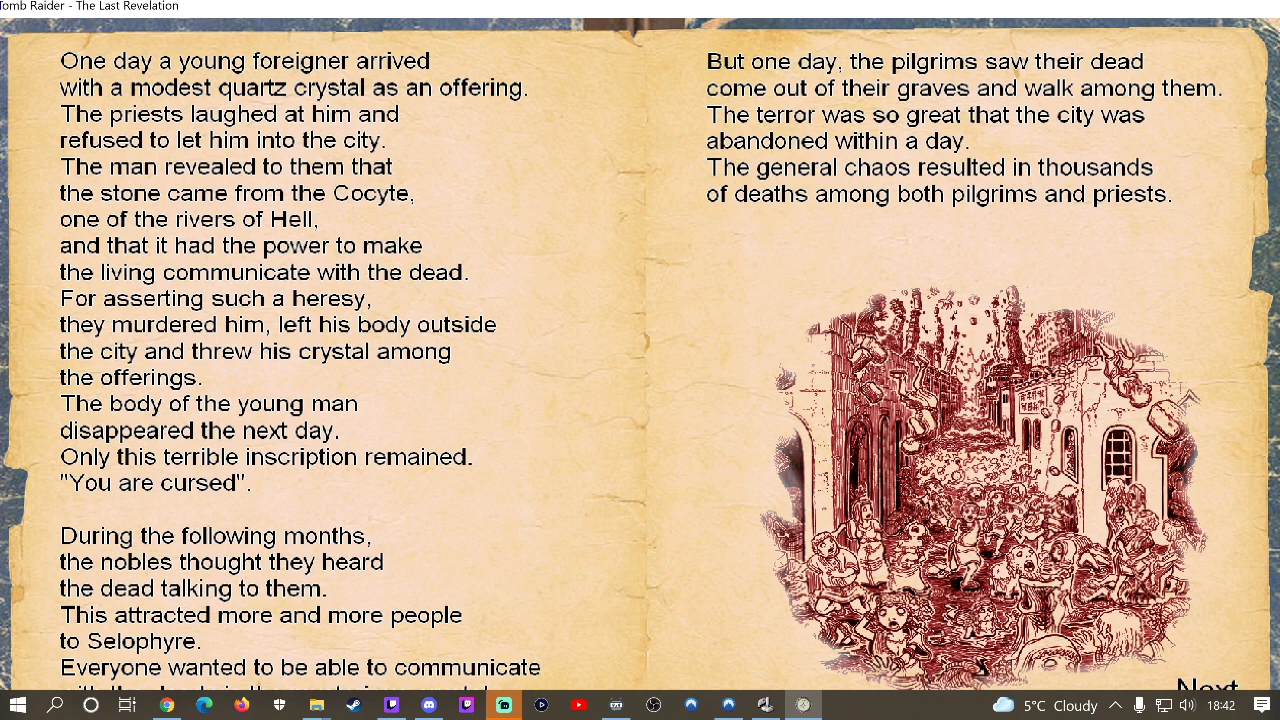 Tomb Raider - The Last Revelation
One day a young foreigner arrived
with a modest quartz crystal as an offering.
The priests laughed at him and
refused to let him into the city.
The man revealed to them that
the stone came from the Cocyte,
one of the rivers of Hell,
and that it had the power to make
the living communicate with the dead.
For asserting such a heresy,
they murdered him, left his body outside
the city and threw his crystal among
the offerings.
The body of the young man
disappeared the next day.
Only this terrible inscription remained.
"You are cursed".
During the following months,
the nobles thought they heard
the dead talking to them.
This attracted more and more people
to Selophyre.
Everyone wanted to be able to communicate
But one day, the pilgrims saw their dead
come out of their graves and walk among them.
The terror was so great that the city was
abandoned within a day.
The general chaos resulted in thousands
of deaths among both pilgrims and priests.
Next
5°C Cloudy
18:42